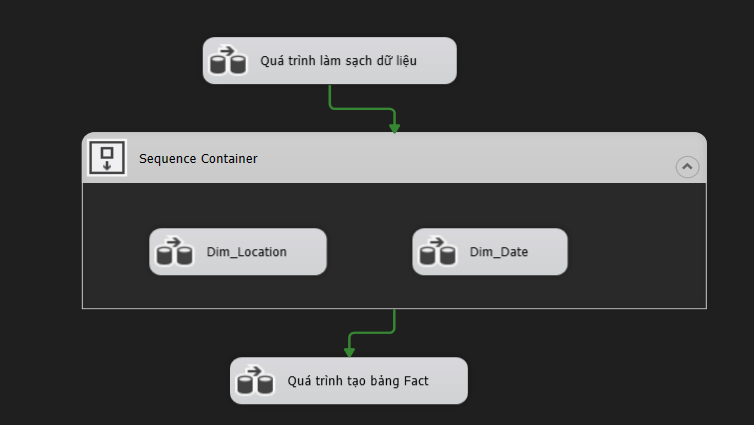 Quá trình làm sạch dữ liệu
Sequence Container
Dim_Location
Dim_Date
Quá trình tạo bảng Fact